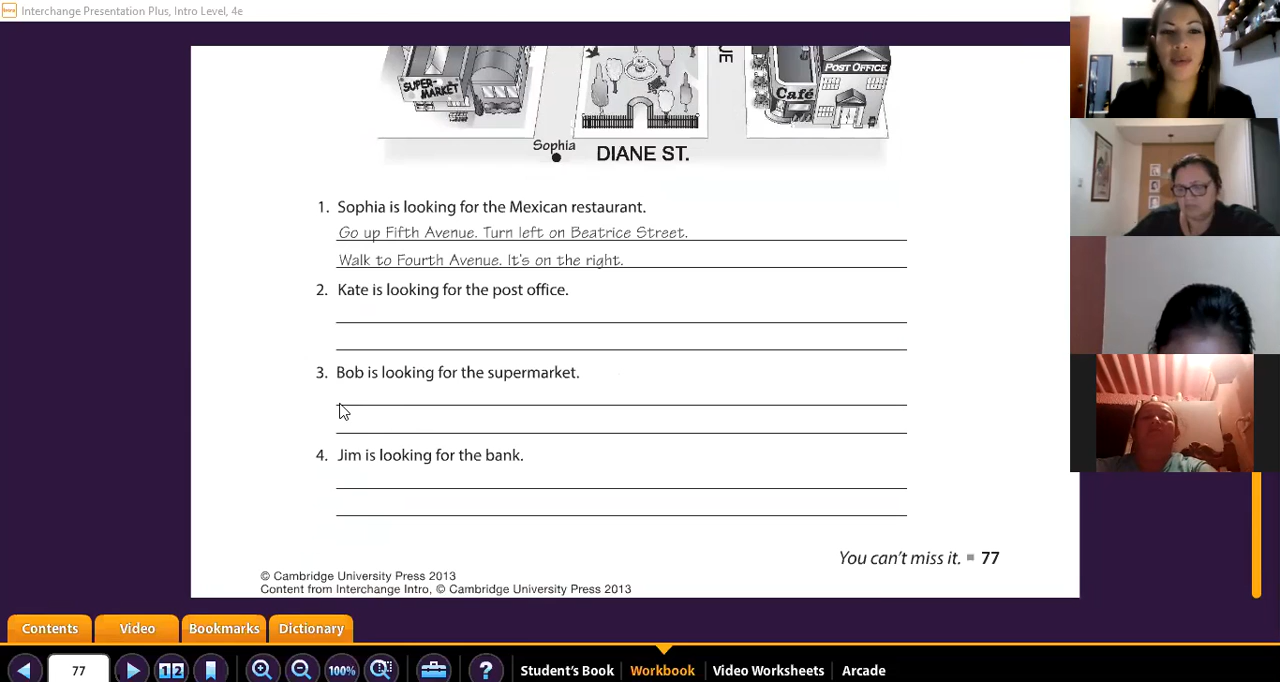 Interchange Presentation Plus, Intro Level, 4e
SUPER-
MARKET
UE
POST OFFICE
Café
Sophia
DIANE ST.
1. Sophia is looking for the Mexican restaurant.
Go up Fifth Avenue. Turn left on Beatrice Street.
Walk to Fourth Avenue. It's on the right.
2. Kate is looking for the post office.
3. Bob is looking for the supermarket.
4. Jim is looking for the bank.
You can't miet it. ■ 77
© Cambridge University Press 2013
Content from Interchange Intro, © Cambridge University Press 2013
Contents
Video
Bookmarks
Dictionary
77
1 2
100%
?
Student's Book
Workbook
Video Worksheets
Arcade